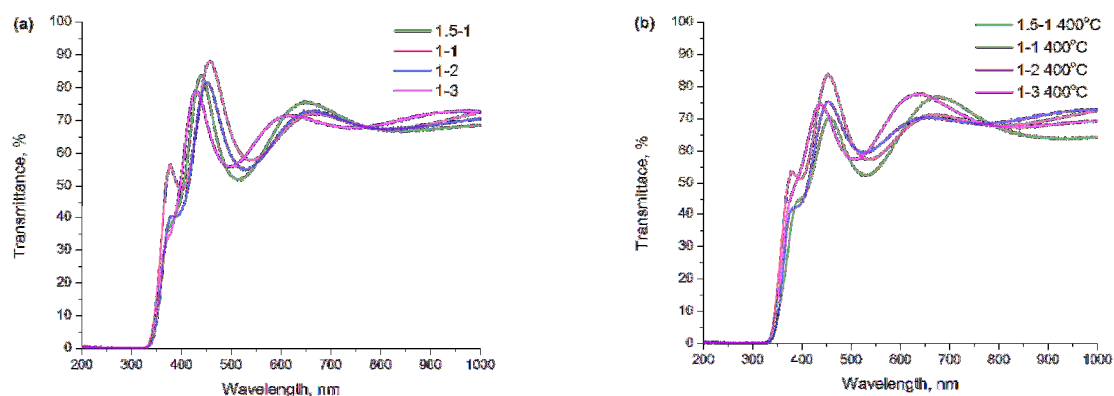 (a)
1.5-1
1-1
1-2
1-3
Transmittance, %
100
90
80
70
60
50
40
30
20
10
0
200 300 400 500 600 700 800 900 1000
Wavelength, nm
(b)
1.5-1 400°C
1-1 400°C
1-2 400°C
1-3 400°C
Transmittace, %
100
90
80
70
60
50
40
30
20
10
0
200 300 400 500 600 700 800 900 1000
Wavelength, nm